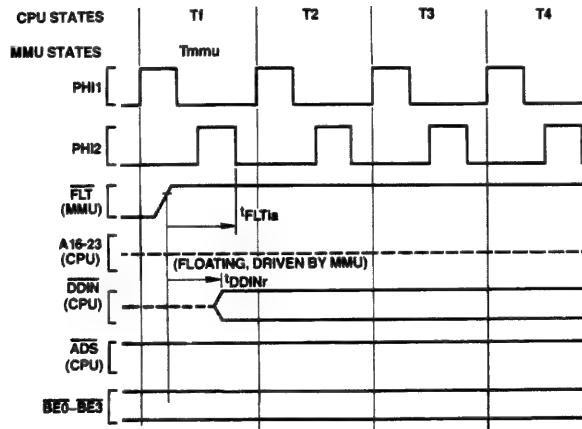 CPU STATES Tf T2 T3 T4
MMU STATES Tmmu
PHI1
PHI2
FLT
(MMU)
tFLTia
A16-23
(CPU)
(FLOATING, DRIVEN BY MMU)
tDDINr
DDIN
(CPU)
ADS
(CPU)
BE0-BE3